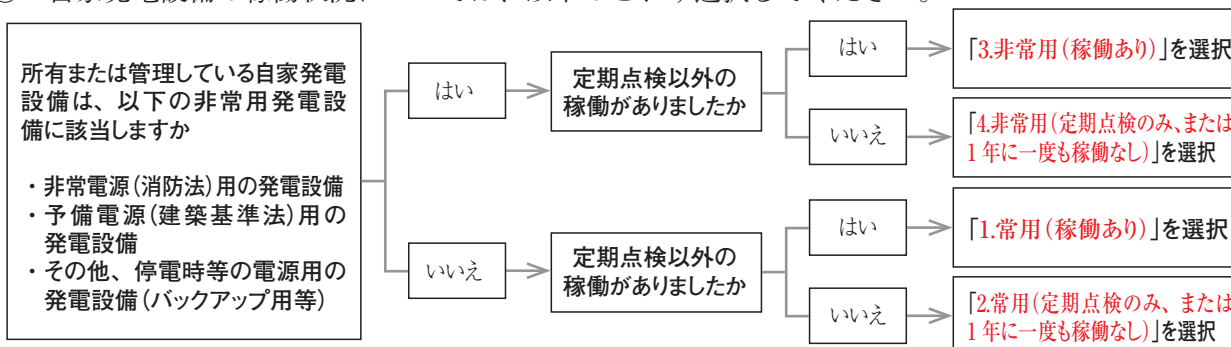 所有または管理している自家発電
設備は、以下の非常用発電設
備に該当しますか
・非常電源(消防法)用の発電設備
・予備電源(建築基準法)用の
発電設備
・その他、停電時等の電源用の
発電設備(バックアップ用等)
はい
定期点検以外の
稼働がありましたか
はい
「3.非常用(稼働あり)」を選択
いいえ
「4.非常用(定期点検のみ、または
1年に一度も稼働なし)」を選択
いいえ
定期点検以外の
稼働がありましたか
はい
「1.常用(稼働あり)」を選択
いいえ
「2.常用(定期点検のみ、または
1年に一度も稼働なし)」を選択